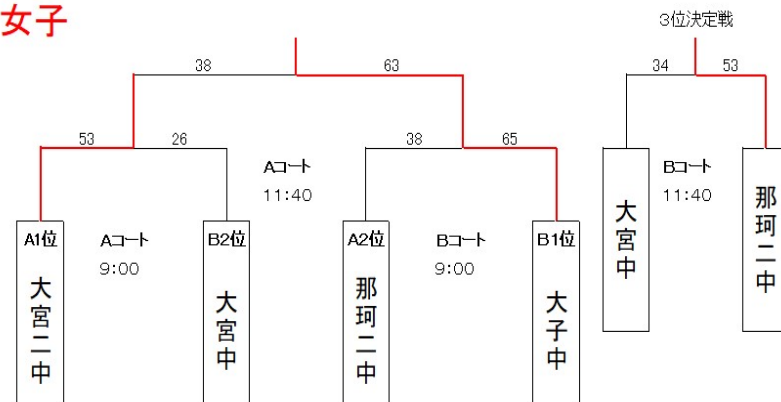 女子
3位決定戦
38
63
34
53
53
26
38
65
Aコート
11:40
Bコート
11:40
A1位
Aコート
9:00
B2位
A2位
Bコート
9:00
B1位
大宮二中
大宮中
那珂二中
大子中
大宮中
那珂二中